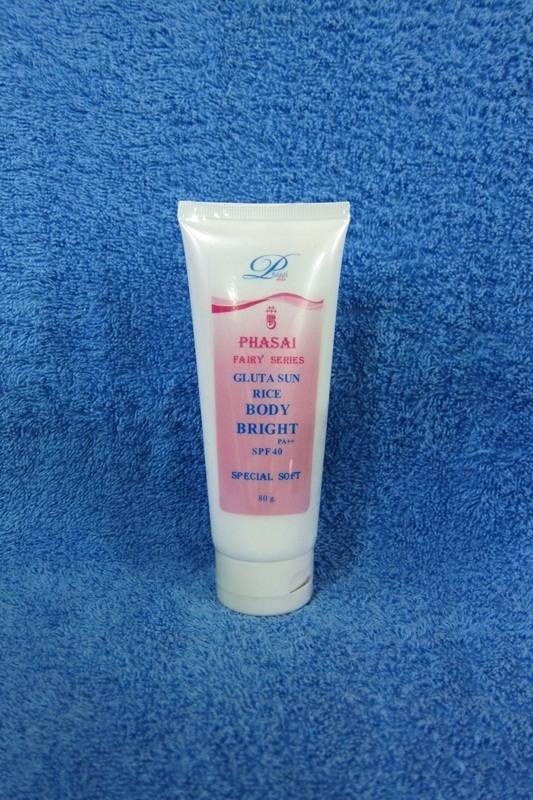 PHASAI
FAIRY SERIES
GLUTA SUN
RICE
BODY
BRIGHT
PA++
SPF40
SPECIAL SOFT
80 g.